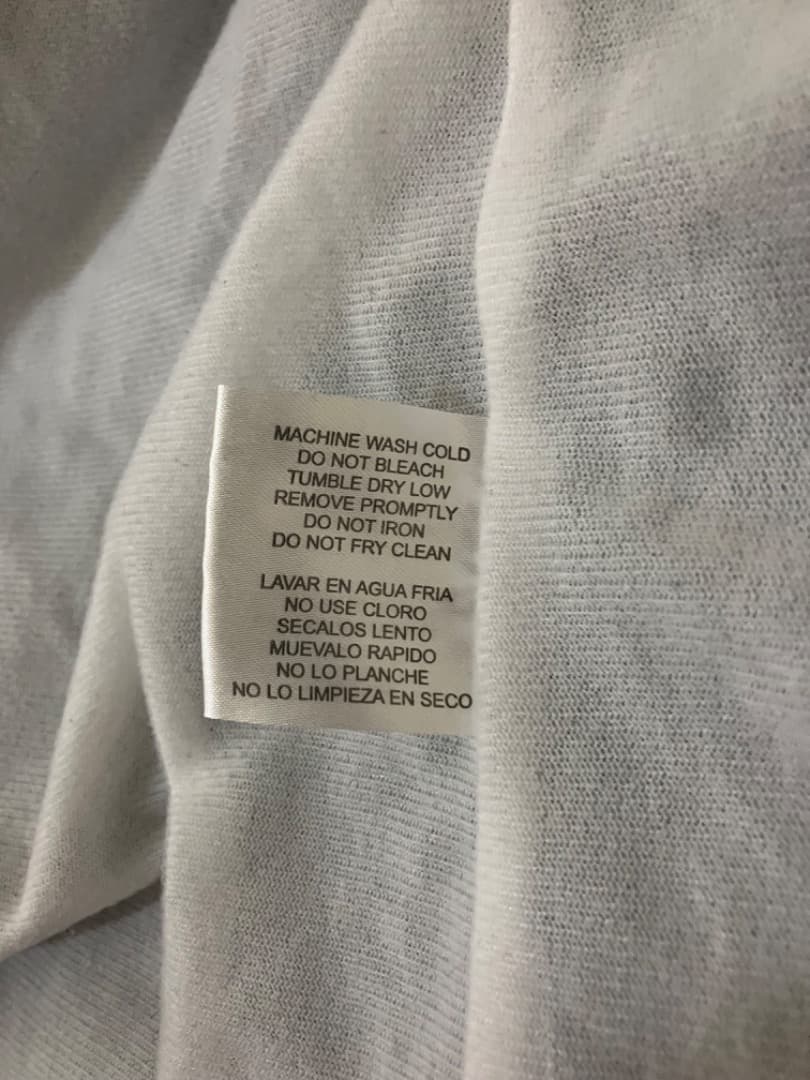 MACHINE WASH COLD
DO NOT BLEACH
TUMBLE DRY LOW
REMOVE PROMPTLY
DO NOT IRON
DO NOT FRY CLEAN
LAVAR EN AGUA FRIA
NO USE CLORO
SECALOS LENTO
MUEVALO RAPIDO
NO LO PLANCHE
NO LO LIMPIEZA EN SECO